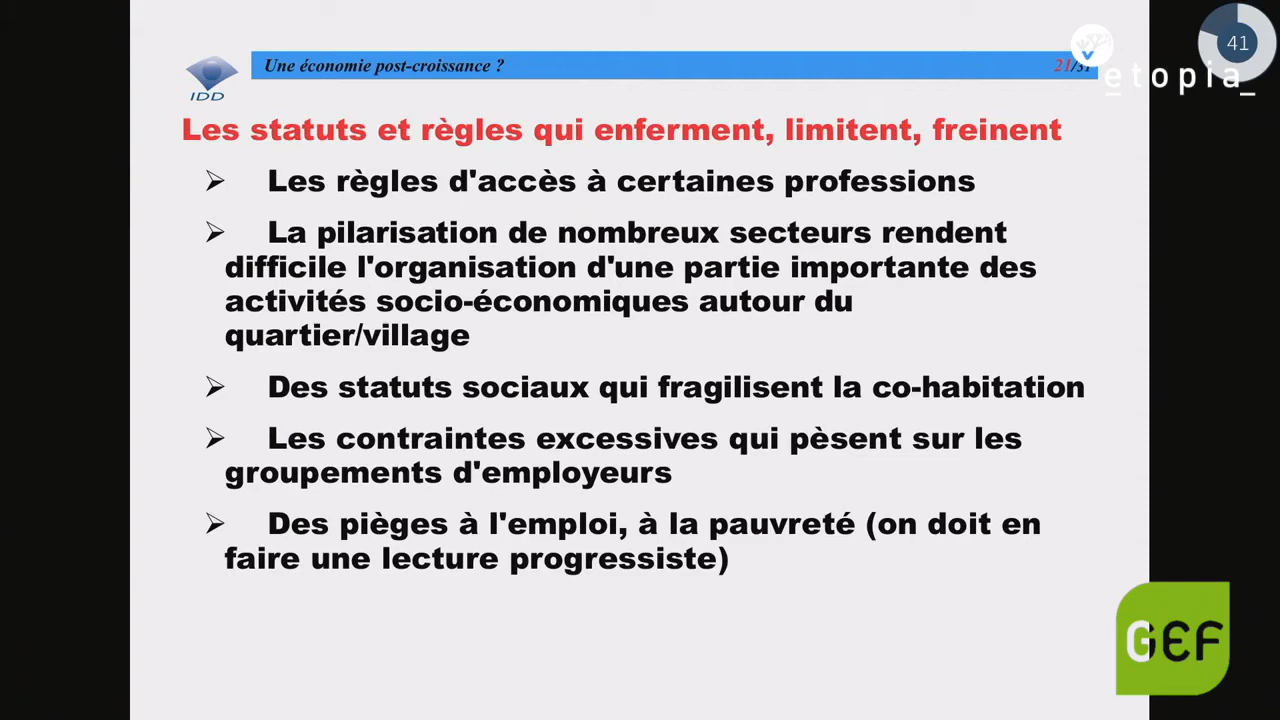 Une économie post-croissance ?
21/31
41
etopia_
IDD
Les statuts et règles qui enferment, limitent, freinent
Les règles d'accès à certaines professions
La pilarisation de nombreux secteurs rendent
difficile l'organisation d'une partie importante des
activités socio-économiques autour du
quartier/village
Des statuts sociaux qui fragilisent la co-habitation
Les contraintes excessives qui pèsent sur les
groupements d'employeurs
Des pièges à l'emploi, à la pauvreté (on doit en
faire une lecture progressiste)
GEF